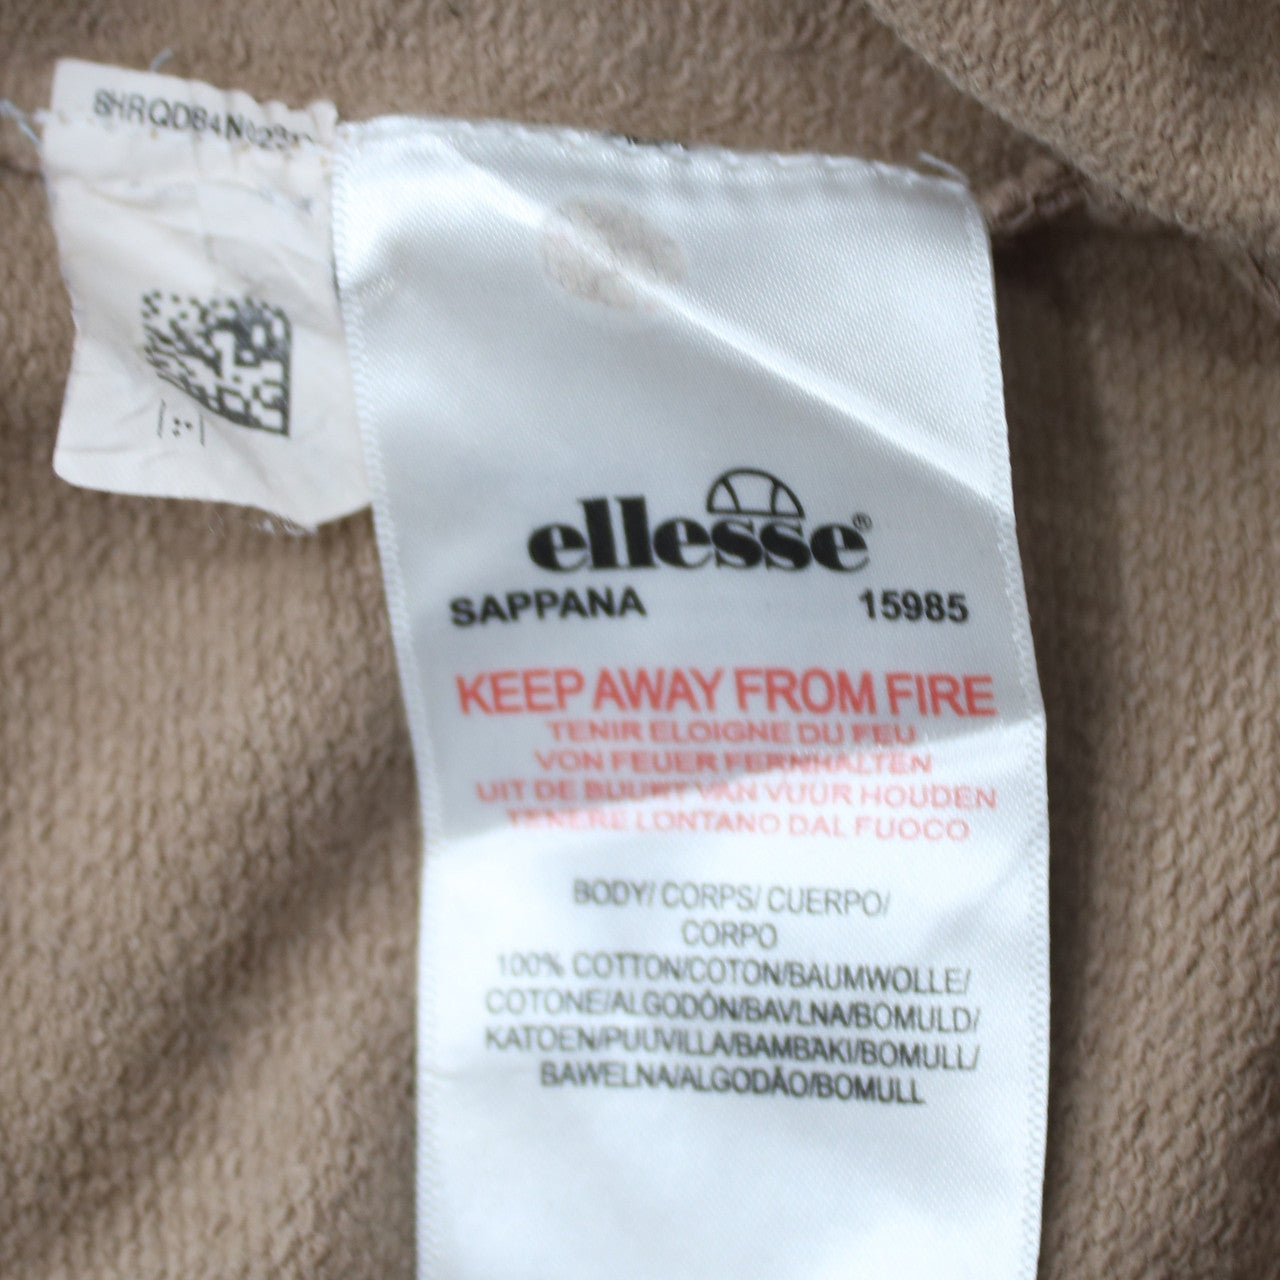 ellesse®
SAPPANA 15985
KEEP AWAY FROM FIRE
TENIR ELOIGNE DU FEU
VON FEUER FERNHALTEN
UIT DE BUURT VAN VUUR HOUDEN
TENERE LONTANO DAL FUOCO
BODY/ CORPS/ CUERPO/
CORPO
100% COTTON/COTON/BAUMWOLLE/
COTONE/ALGODÓN/BAVLNA/BOMULD/
KATOEN/PUUVILLA/BAMBAKI/BOMULL/
BAWELNA/ALGODÃO/BOMULL